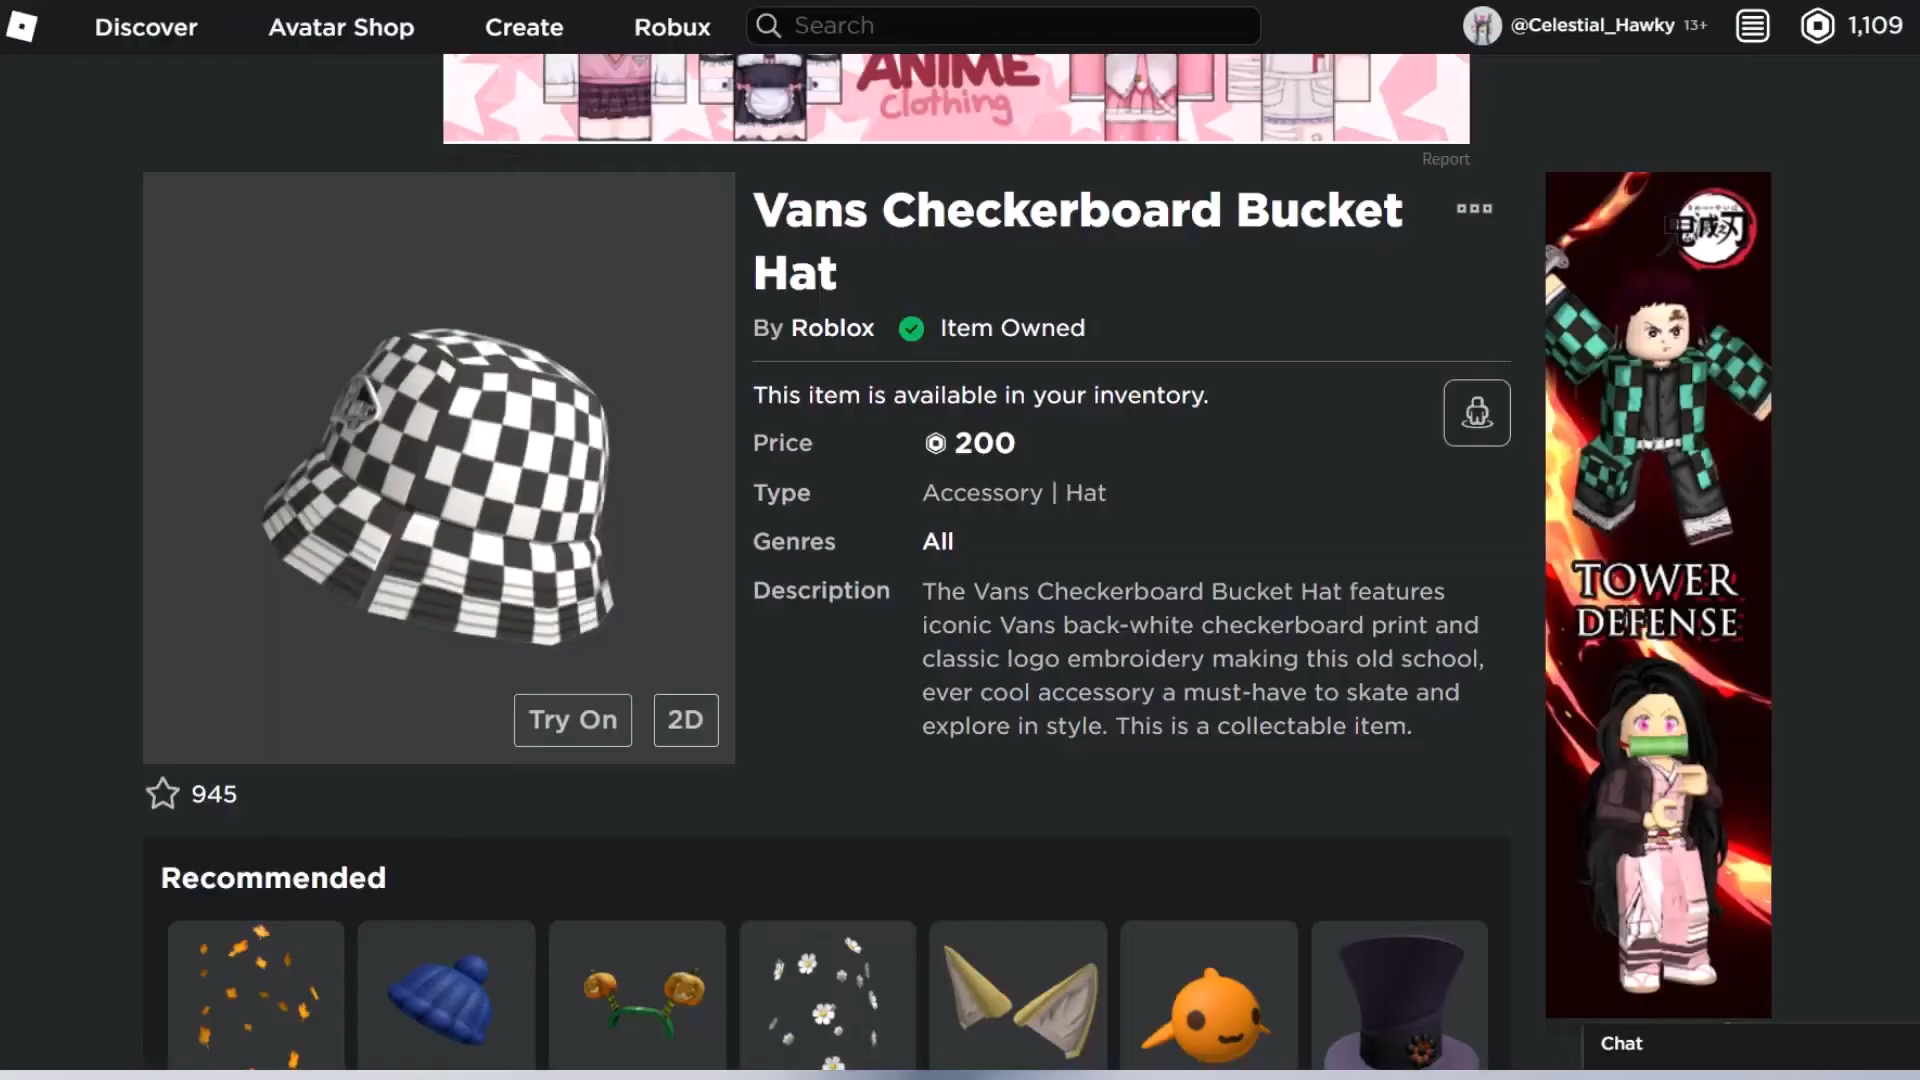 Discover
Avatar Shop
Create
Robux
Search
@Celestial_Hawky 13+
1,109
ANIME
Clothing
Report
Vans Checkerboard Bucket
Hat
By Roblox
Item Owned
This item is available in your inventory.
Price
200
Type
Accessory | Hat
Genres
All
Description
The Vans Checkerboard Bucket Hat features
iconic Vans back-white checkerboard print and
classic logo embroidery making this old school,
ever cool accessory a must-have to skate and
explore in style. This is a collectable item.
Try On
2D
945
鬼滅刃
TOWER
DEFENSE
Recommended
Chat